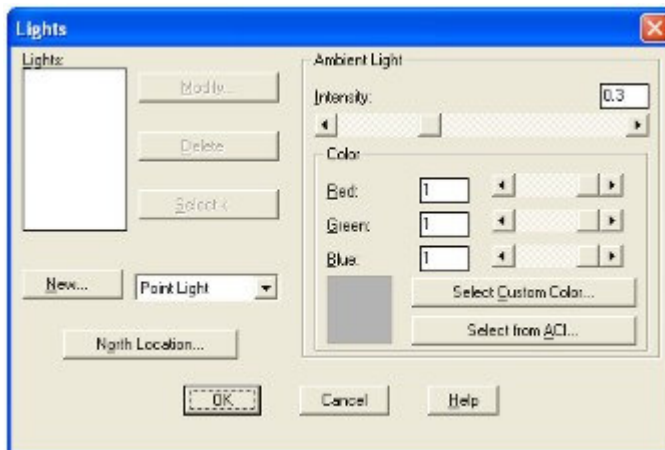 Lights
Lights:
Modify...
Delete
Select <
New...
Point Light
North Location...
Ambient Light
Intensity:
0.3
Color
Red:
1
Green:
1
Blue:
1
Select Custom Color...
Select from ACI...
OK
Cancel
Help